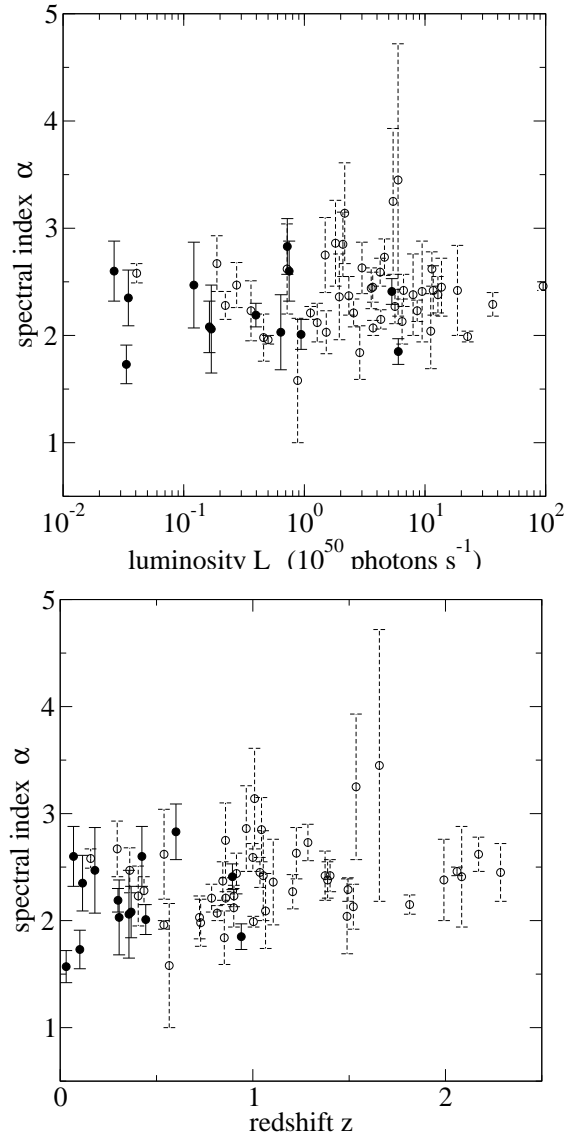 5
4
3
2
1
spectral index α
10^-2 10^-1 10^0 10^1 10^2
luminosity L (10^50 photons s^-1)
5
4
3
2
1
spectral index α
0 1 2
redshift z